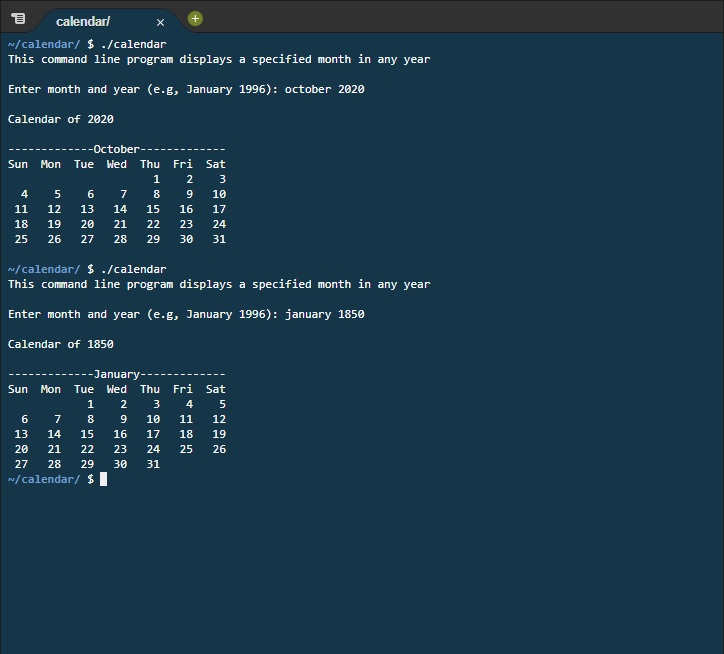 calendar/
~/calendar/ $ ./calendar
This command line program displays a specified month in any year
Enter month and year (e.g, January 1996): october 2020
Calendar of 2020
-------------October-------------
Sun  Mon  Tue  Wed  Thu  Fri  Sat
                      1    2    3
  4    5    6    7    8    9   10
 11   12   13   14   15   16   17
 18   19   20   21   22   23   24
 25   26   27   28   29   30   31
~/calendar/ $ ./calendar
This command line program displays a specified month in any year
Enter month and year (e.g, January 1996): january 1850
Calendar of 1850
-------------January-------------
Sun  Mon  Tue  Wed  Thu  Fri  Sat
            1    2    3    4    5
  6    7    8    9   10   11   12
 13   14   15   16   17   18   19
 20   21   22   23   24   25   26
 27   28   29   30   31
~/calendar/ $